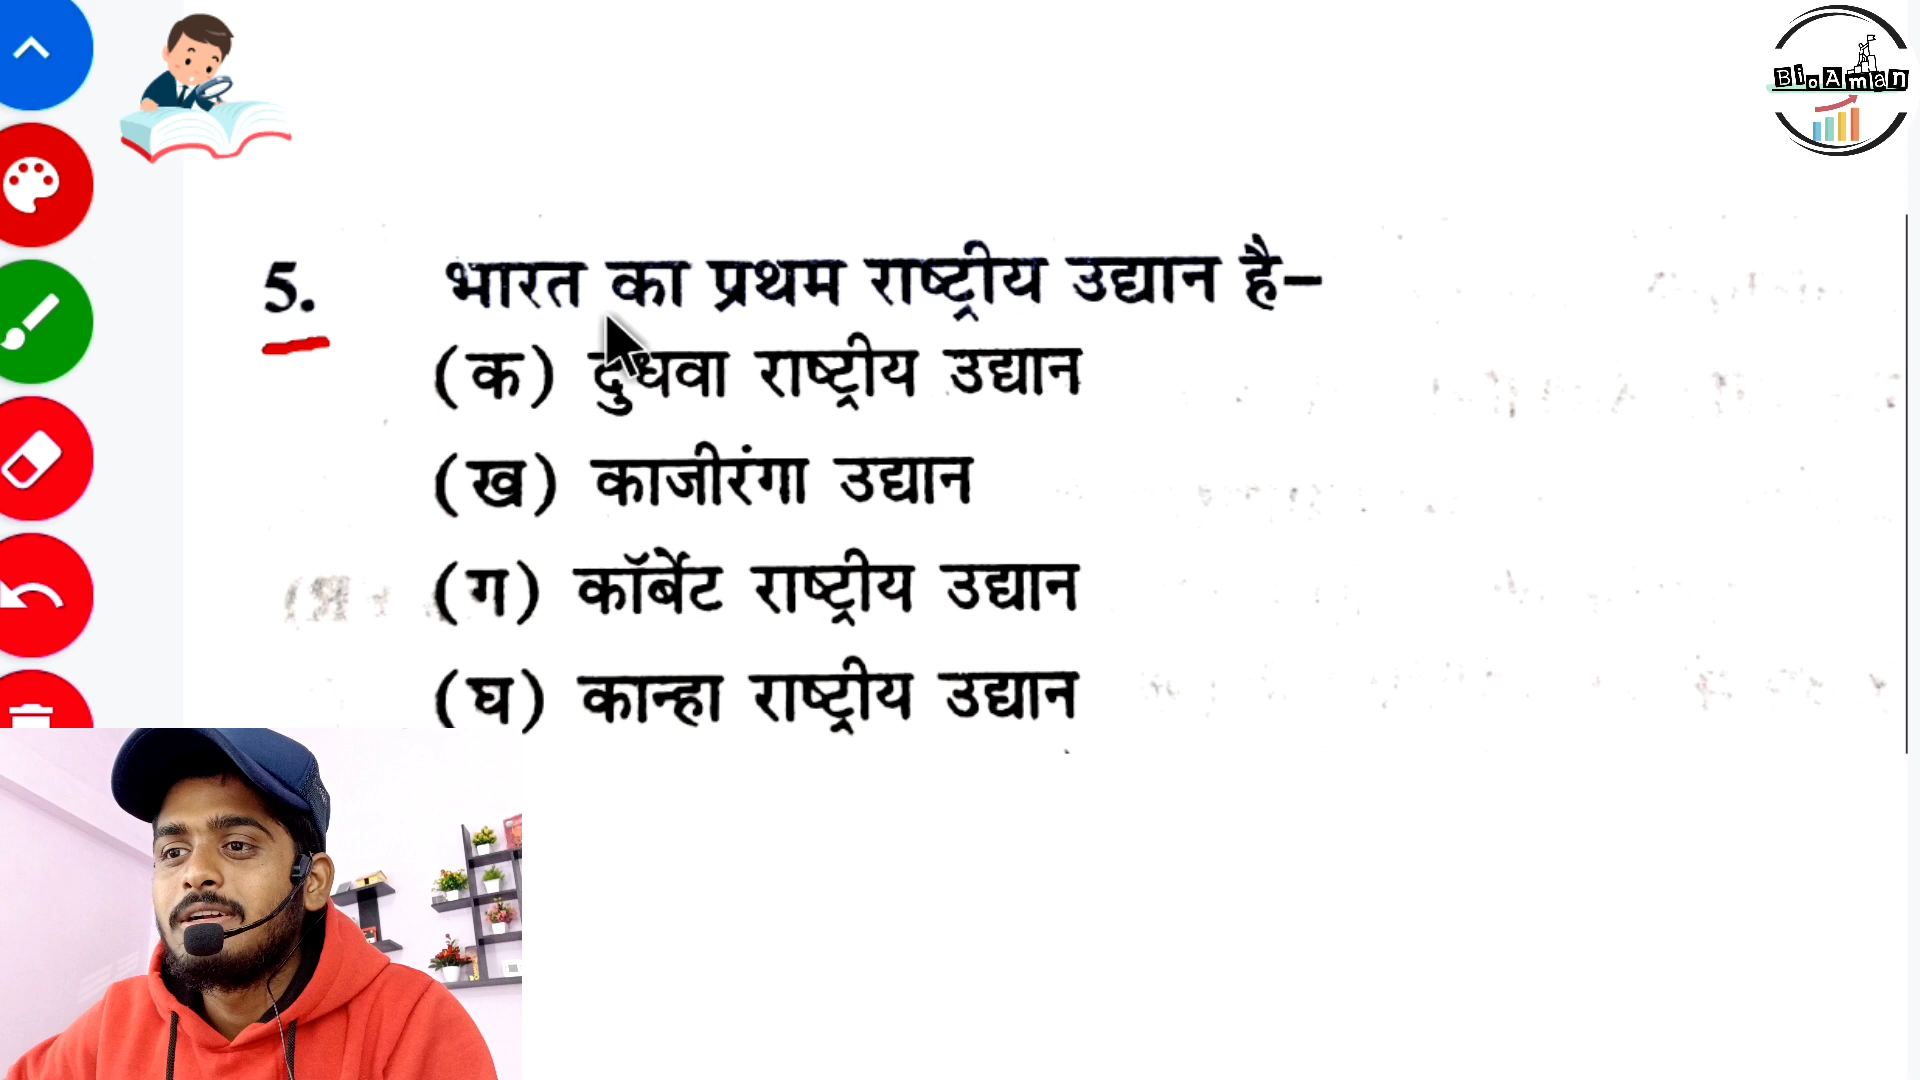 BioAman
5. भारत का प्रथम राष्ट्रीय उद्यान है–
(क) दुधवा राष्ट्रीय उद्यान
(ख) काजीरंगा उद्यान
(ग) कॉर्बेट राष्ट्रीय उद्यान
(घ) कान्हा राष्ट्रीय उद्यान